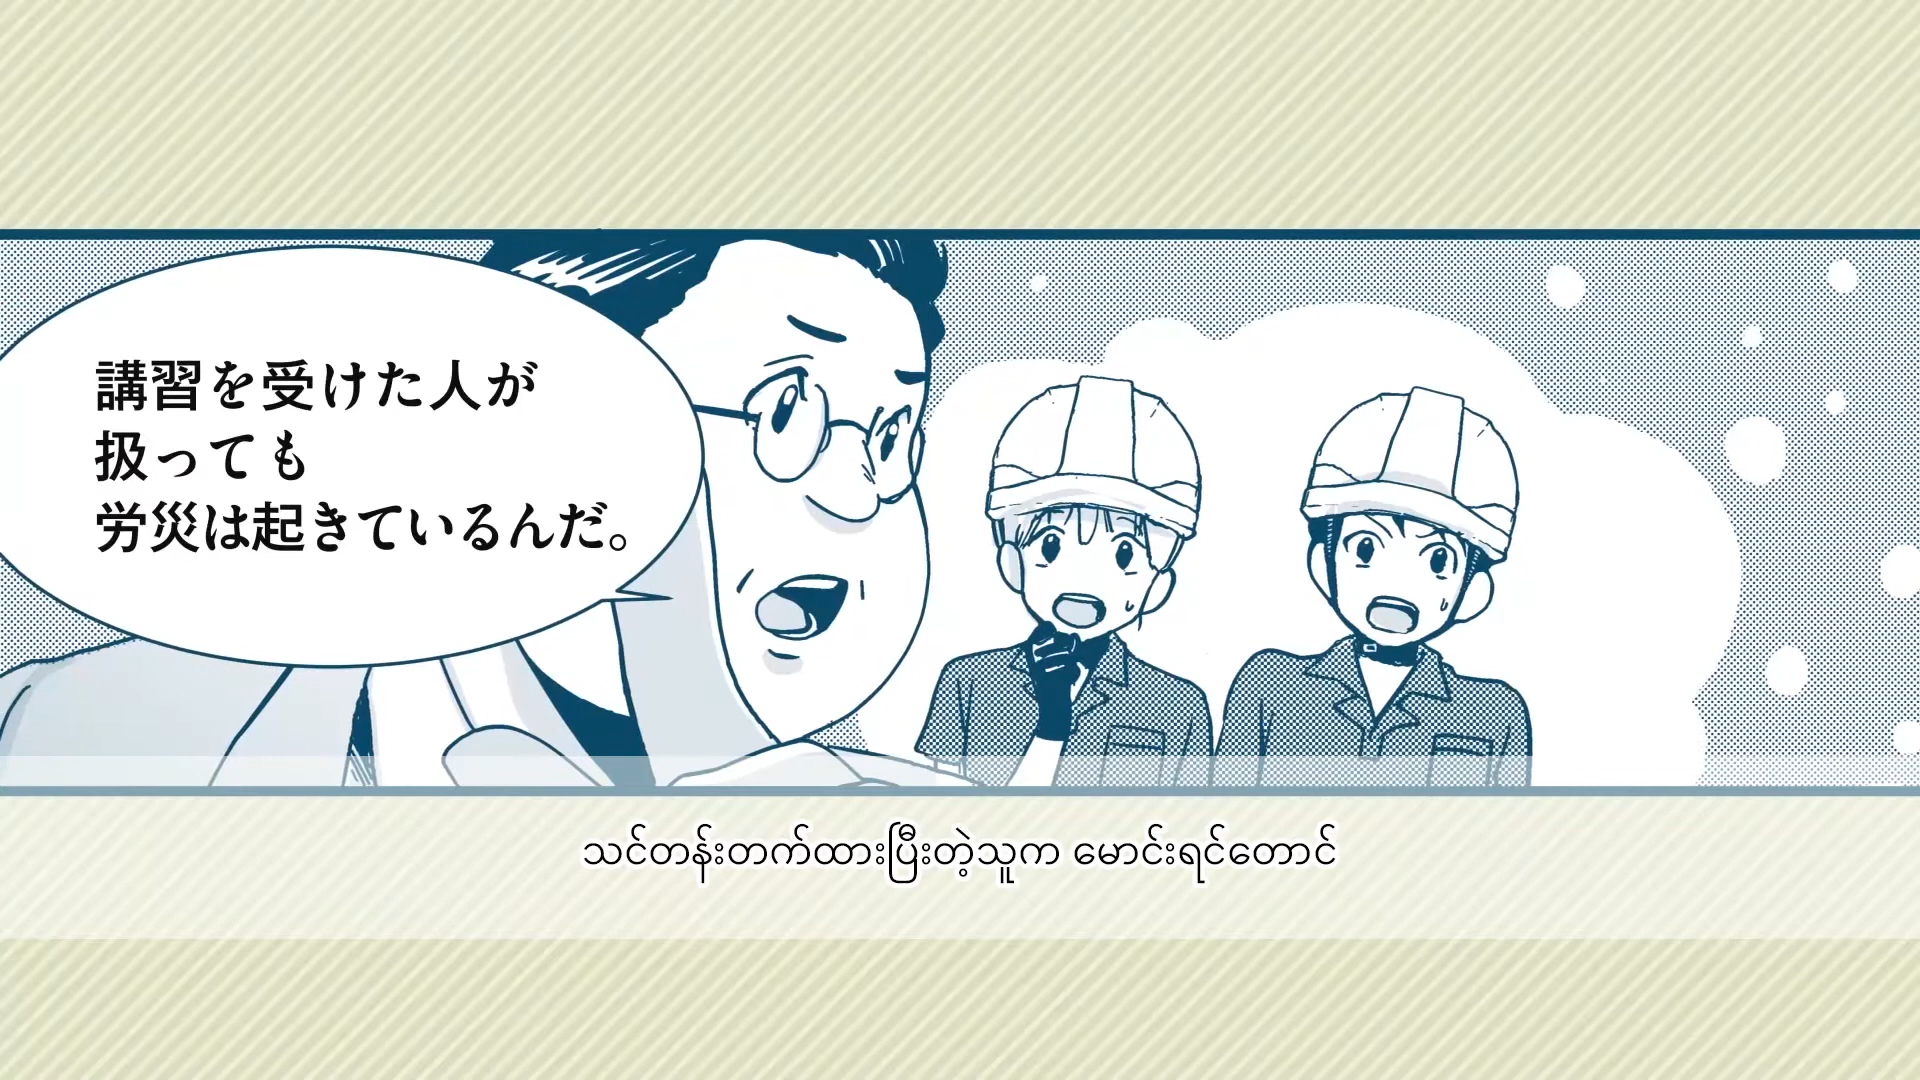 講習を受けた人が
扱っても
労災は起きているんだ。
သင်တန်းတက်ထားပြီးတဲ့သူက မောင်းရင်တောင်